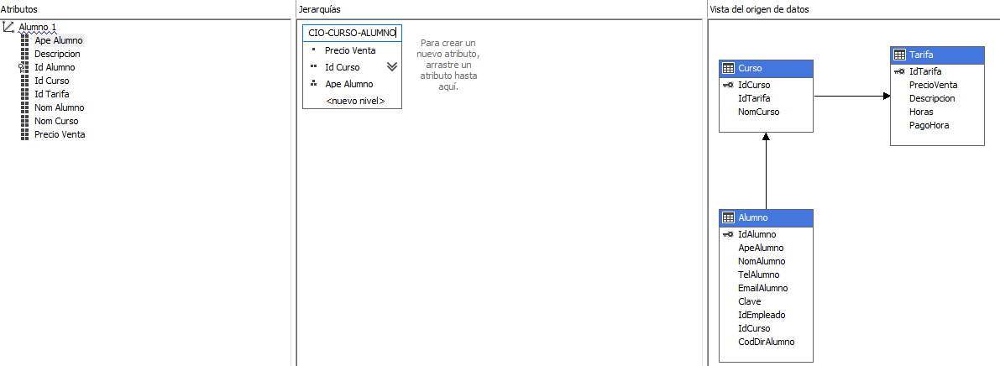 Atributos
Alumno 1
Ape Alumno
Descripcion
Id Alumno
Id Curso
Id Tarifa
Nom Alumno
Nom Curso
Precio Venta
Jerarquías
CIO-CURSO-ALUMNO
Precio Venta
Id Curso
Ape Alumno
<nuevo nivel>
Para crear un
nuevo atributo,
arrastre un
atributo hasta
aquí.
Vista del origen de datos
Curso
IdCurso
IdTarifa
NomCurso
Tarifa
IdTarifa
PrecioVenta
Descripcion
Horas
PagoHora
Alumno
IdAlumno
ApeAlumno
NomAlumno
TelAlumno
EmailAlumno
Clave
IdEmpleado
IdCurso
CodDirAlumno